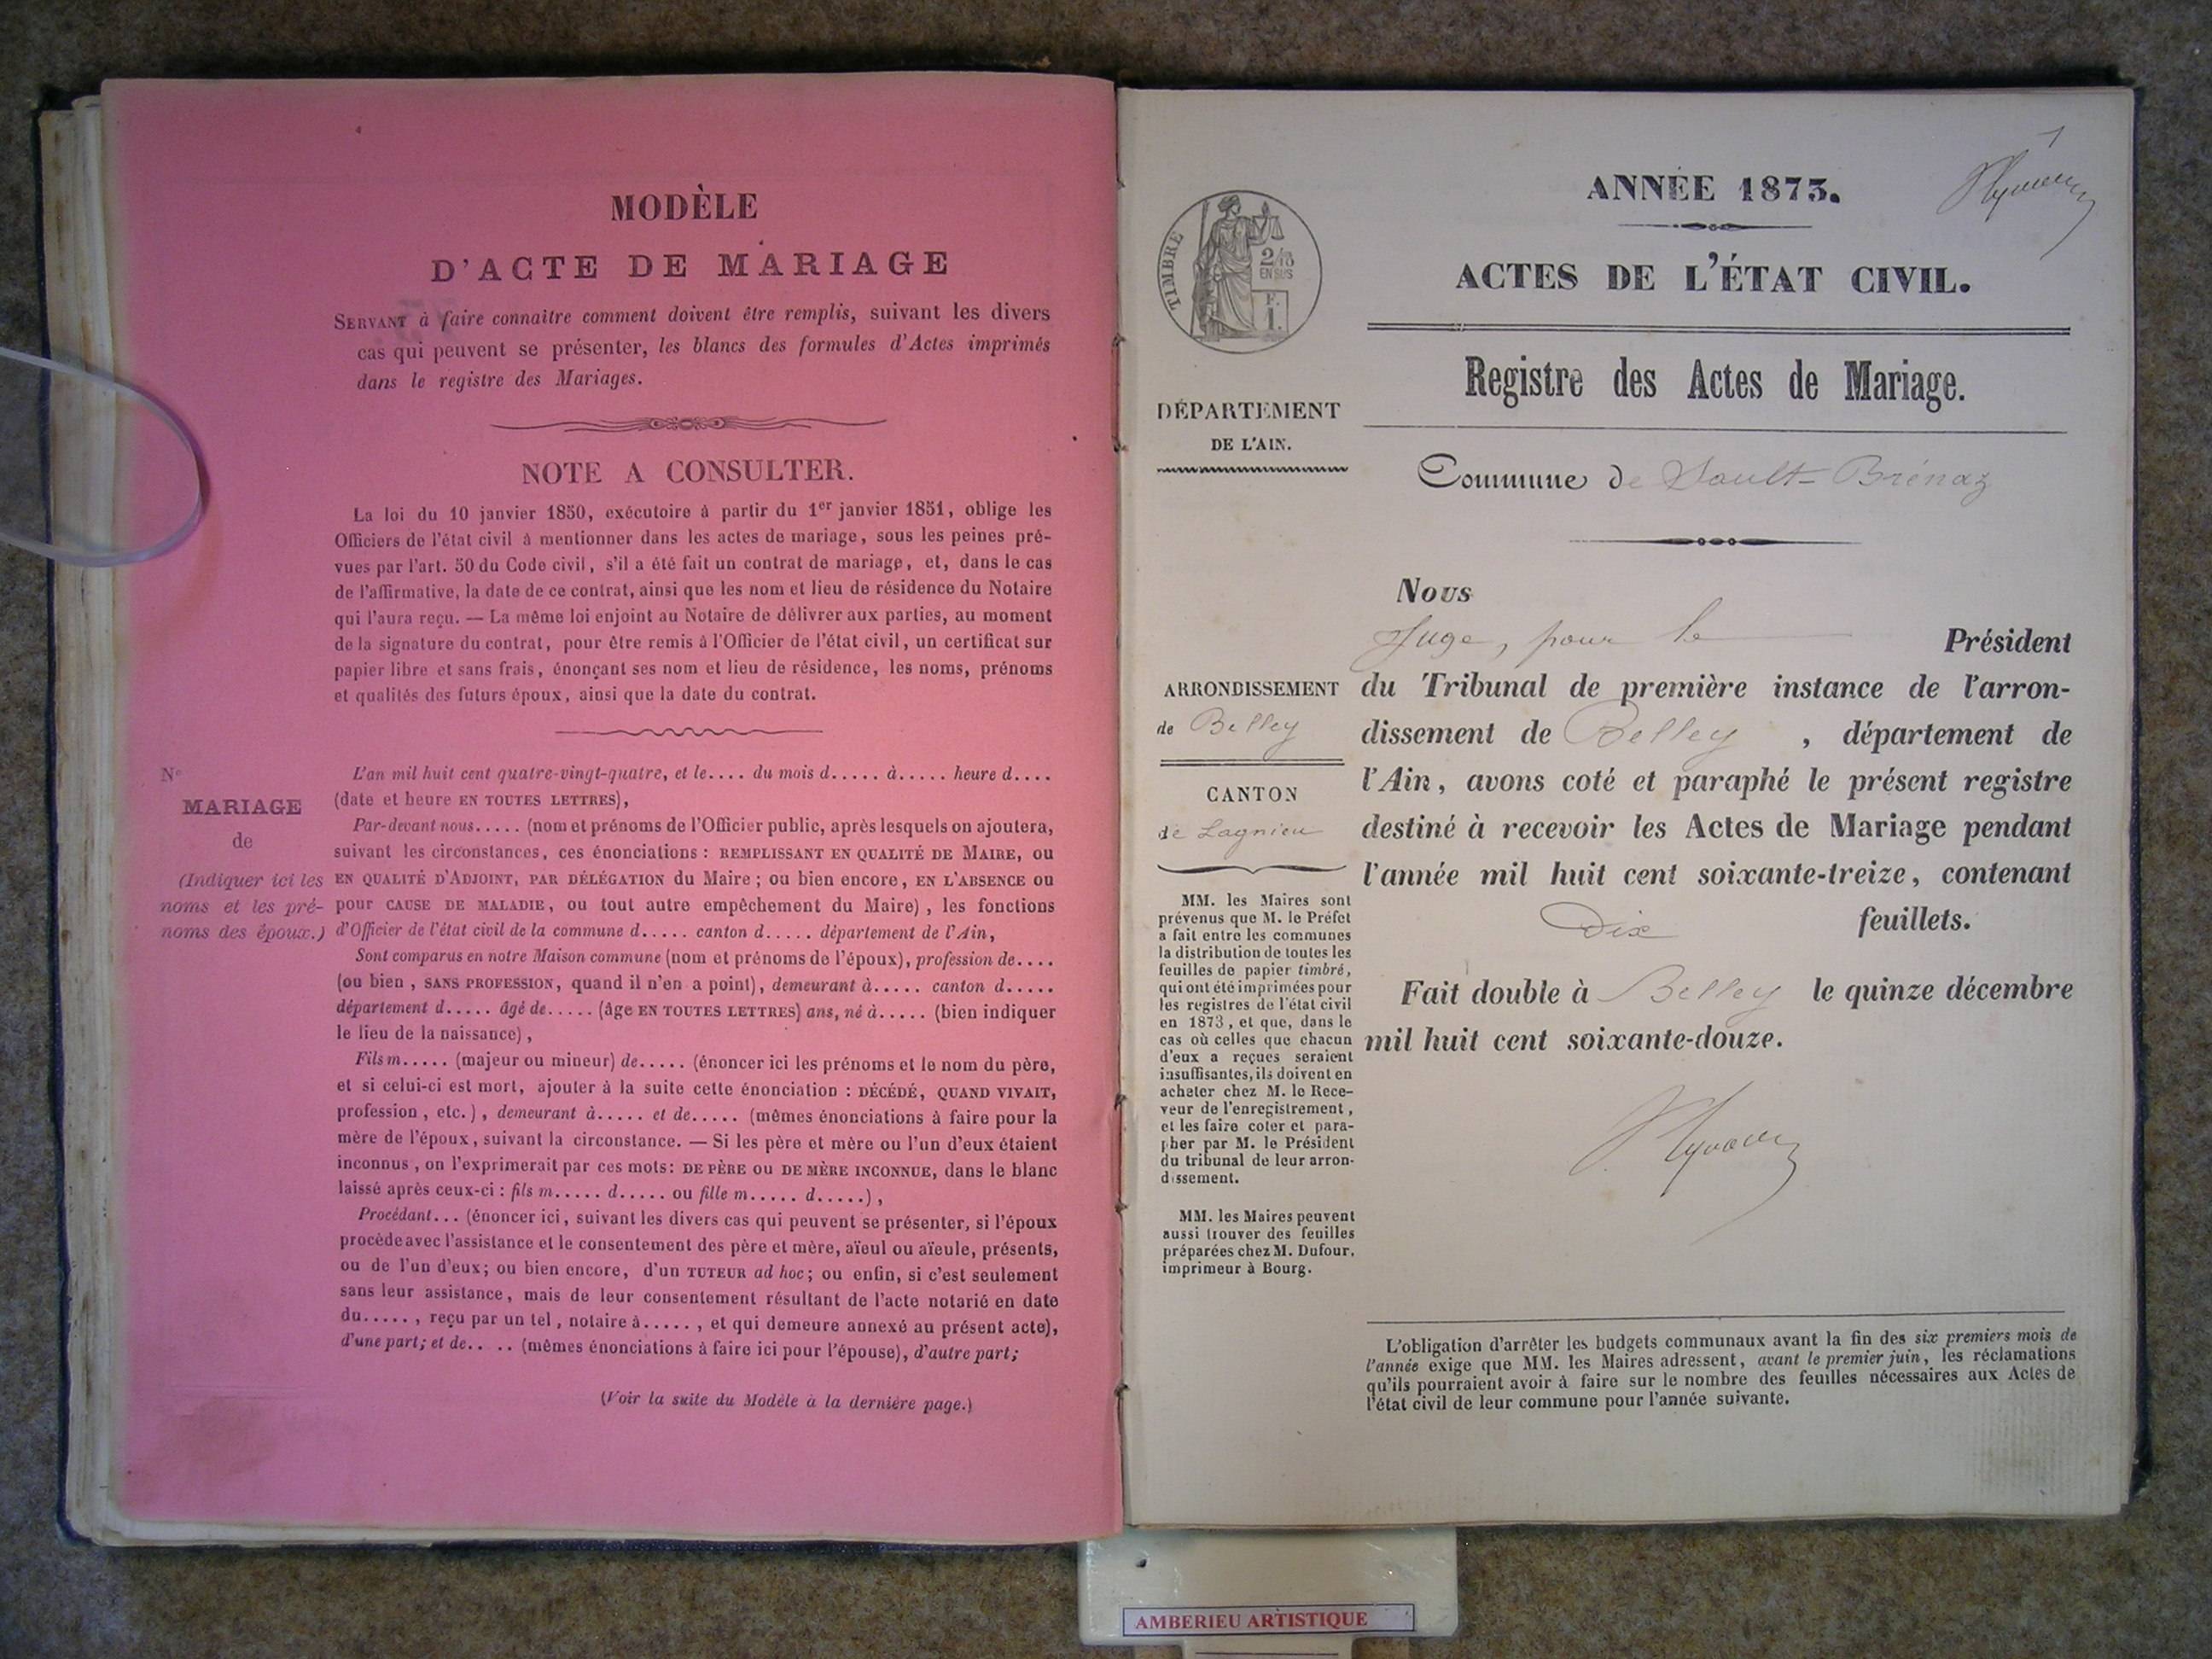 MODÈLE
D'ACTE DE MARIAGE
SERVANT à faire connaitre comment doivent être remplis, suivant les divers
cas qui peuvent se présenter, les blancs des formules d'Actes imprimés
dans le registre des Mariages.
NOTE A CONSULTER.
La loi du 10 janvier 1850, exécutoire à partir du 1er janvier 1851, oblige les
Officiers de l'état civil à mentionner dans les actes de mariage, sous les peines pré-
vues par l'art. 50 du Code civil, s'il a été fait un contrat de mariage, et, dans le cas
de l'affirmative, la date de ce contrat, ainsi que les nom et lieu de résidence du Notaire
qui l'aura reçu. — La même loi enjoint au Notaire de délivrer aux parties, au moment
de la signature du contrat, pour être remis à l'Officier de l'état civil, un certificat sur
papier libre et sans frais, énonçant ses nom et lieu de résidence, les noms, prénoms
et qualités des futurs époux, ainsi que la date du contrat.
N°
MARIAGE
de
(Indiquer ici les
noms et les pré-
noms des époux.)
L'an mil huit cent quatre-vingt-quatre, et le.... du mois d..... à..... heure d....
(date et heure EN TOUTES LETTRES),
Par-devant nous..... (nom et prénoms de l'Officier public, après lesquels on ajoutera,
suivant les circonstances, ces énonciations : REMPLISSANT EN QUALITÉ DE MAIRE, ou
EN QUALITÉ D'ADJOINT, PAR DÉLÉGATION du Maire ; ou bien encore, EN L'ABSENCE ou
pour CAUSE DE MALADIE, ou tout autre empêchement du Maire), les fonctions
d'Officier de l'état civil de la commune d..... canton d..... département de l'Ain,
Sont comparus en notre Maison commune (nom et prénoms de l'époux), profession de....
(ou bien, SANS PROFESSION, quand il n'en a point), demeurant à..... canton d.....
département d..... âgé de..... (âge EN TOUTES LETTRES) ans, né à..... (bien indiquer
le lieu de la naissance),
Fils m..... (majeur ou mineur) de..... (énoncer ici les prénoms et le nom du père,
et si celui-ci est mort, ajouter à la suite cette énonciation : DÉCÉDÉ, QUAND VIVAIT,
profession, etc.), demeurant à..... et de..... (mêmes énonciations à faire pour la
mère de l'époux, suivant la circonstance. — Si les père et mère ou l'un d'eux étaient
inconnus, on l'exprimerait par ces mots: DE PÈRE ou DE MÈRE INCONNUE, dans le blanc
laissé après ceux-ci : fils m..... d..... ou fille m..... d.....),
Procédant... (énoncer ici, suivant les divers cas qui peuvent se présenter, si l'époux
procède avec l'assistance et le consentement des père et mère, aïeul ou aïeule, présents,
ou de l'un d'eux; ou bien encore, d'un TUTEUR ad hoc; ou enfin, si c'est seulement
sans leur assistance, mais de leur consentement résultant de l'acte notarié en date
du....., reçu par un tel, notaire à....., et qui demeure annexé au présent acte),
d'une part; et de.. .. (mêmes énonciations à faire ici pour l'épouse), d'autre part;
(Voir la suite du Modèle à la dernière page.)
1
TIMBRE
2/10
EN SUS
F.
1.
ANNÉE 1873.
ACTES DE L'ÉTAT CIVIL.
Registre des Actes de Mariage.
DÉPARTEMENT
DE L'AIN.
Commune de Sault-Brénaz
ARRONDISSEMENT
de Belley
CANTON
de Lagnieu
MM. les Maires sont
prévenus que M. le Préfet
a fait entre les communes
la distribution de toutes les
feuilles de papier timbré,
qui ont été imprimées pour
les registres de l'état civil
en 1873, et que, dans le
cas où celles que chacun
d'eux a reçues seraient
insuffisantes, ils doivent en
acheter chez M. le Rece-
veur de l'enregistrement,
et les faire coter et para-
pher par M. le Président
du tribunal de leur arron-
dissement.
MM. les Maires peuvent
aussi trouver des feuilles
préparées chez M. Dufour,
imprimeur à Bourg.
Nous
Juge, pour le Président
du Tribunal de première instance de l'arron-
dissement de Belley, département de
l'Ain, avons coté et paraphé le présent registre
destiné à recevoir les Actes de Mariage pendant
l'année mil huit cent soixante-treize, contenant
Dix feuillets.
Fait double à Belley le quinze décembre
mil huit cent soixante-douze.
L'obligation d'arrêter les budgets communaux avant la fin des six premiers mois de
l'année exige que MM. les Maires adressent, avant le premier juin, les réclamations
qu'ils pourraient avoir à faire sur le nombre des feuilles nécessaires aux Actes de
l'état civil de leur commune pour l'année suivante.
AMBERIEU ARTISTIQUE